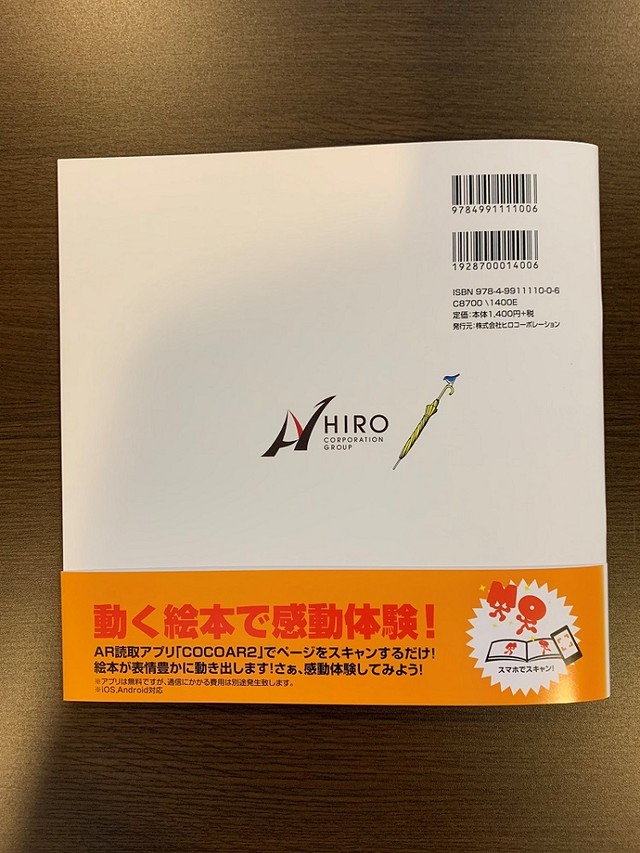 9784991111006
1928700014006
ISBN 978-4-9911110-0-6
C8700 \1400E
定価：本体1,400円+税
発行元：株式会社ヒロコーポレーション
HIRO
CORPORATION
GROUP
動く絵本で感動体験！
AR読取アプリ「COCOAR2」でページをスキャンするだけ！
絵本が表情豊かに動き出します！さぁ、感動体験してみよう！
※アプリは無料ですが、通信にかかる費用は別途発生致します。
※iOS,Android対応
スマホでスキャン！